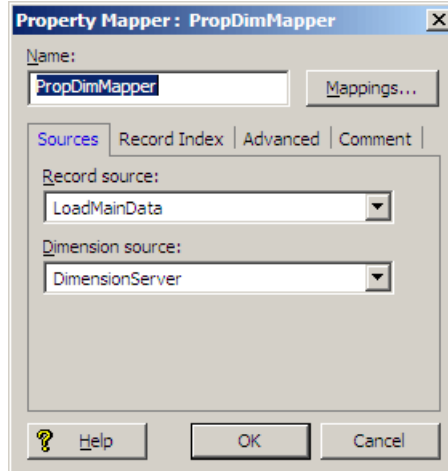 Property Mapper: PropDimMapper
Name:
PropDimMapper
Mappings...
Sources Record Index Advanced Comment
Record source:
LoadMainData
Dimension source:
DimensionServer
? Help OK Cancel